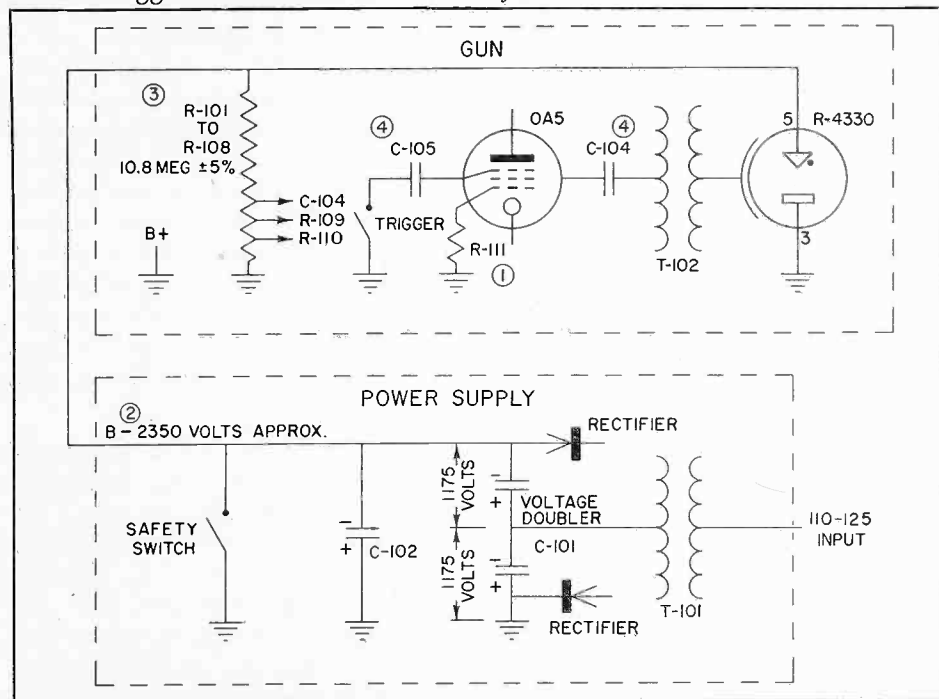 GUN
③
R-101
TO
R-108
10.8 MEG ±5%
C-104
R-109
R-110
B+
④
C-105
TRIGGER
OA5
R-111
①
④
C-104
T-102
5
R-4330
3
POWER SUPPLY
②
B- 2350 VOLTS APPROX.
RECTIFIER
SAFETY
SWITCH
-
+
C-102
1175
VOLTS
1175
VOLTS
-
+
VOLTAGE
DOUBLER
C-101
-
+
RECTIFIER
T-101
110-125
INPUT